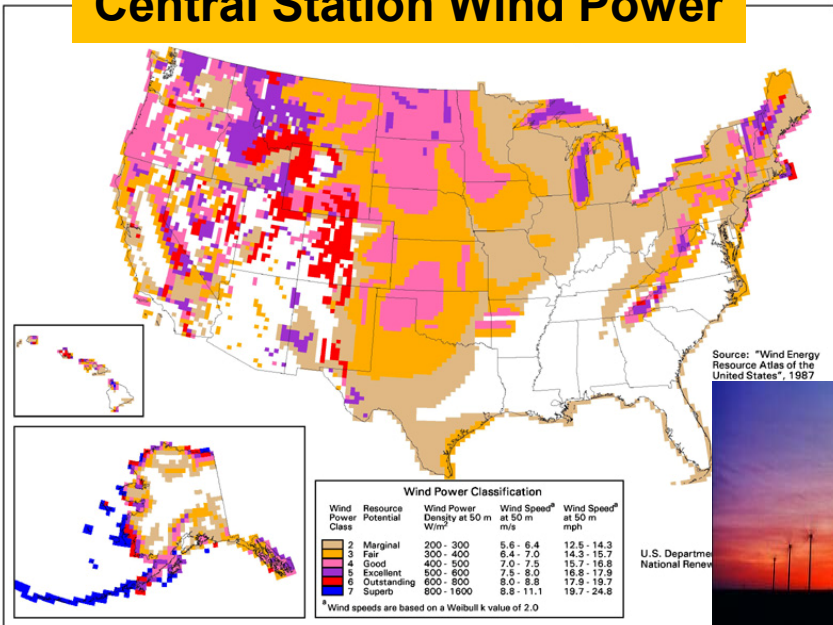 Central Station Wind Power
Source: "Wind Energy
Resource Atlas of the
United States", 1987
Wind Power Classification
Wind Power Class Resource Potential Wind Power Density at 50 m W/m² Wind Speedᵃ at 50 m m/s Wind Speedᵃ at 50 m mph
2 Marginal 200 - 300 5.6 - 6.4 12.5 - 14.3
3 Fair 300 - 400 6.4 - 7.0 14.3 - 15.7
4 Good 400 - 500 7.0 - 7.5 15.7 - 16.8
5 Excellent 500 - 600 7.5 - 8.0 16.8 - 17.9
6 Outstanding 600 - 800 8.0 - 8.8 17.9 - 19.7
7 Superb 800 - 1600 8.8 - 11.1 19.7 - 24.8
ᵃ Wind speeds are based on a Weibull k value of 2.0
U.S. Departme
National Renew